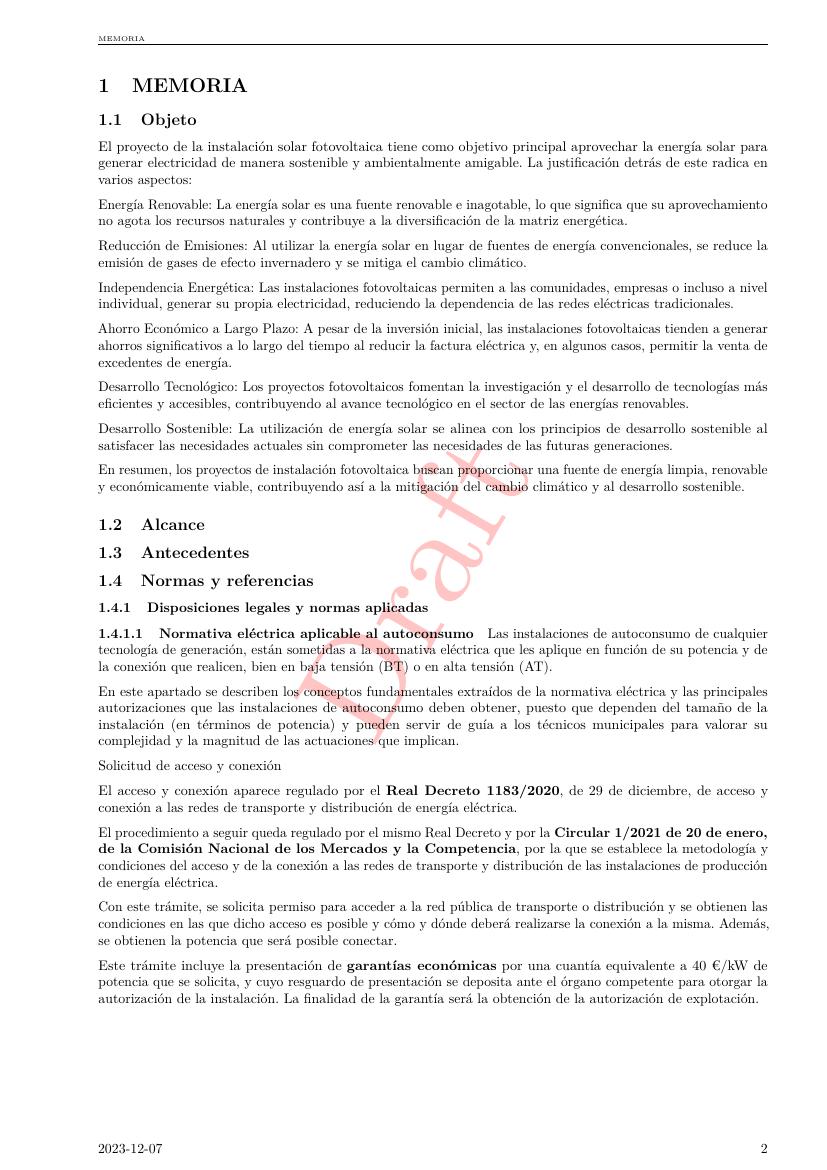 MEMORIA
1 MEMORIA
1.1 Objeto
El proyecto de la instalación solar fotovoltaica tiene como objetivo principal aprovechar la energía solar para
generar electricidad de manera sostenible y ambientalmente amigable. La justificación detrás de este radica en
varios aspectos:
Energía Renovable: La energía solar es una fuente renovable e inagotable, lo que significa que su aprovechamiento
no agota los recursos naturales y contribuye a la diversificación de la matriz energética.
Reducción de Emisiones: Al utilizar la energía solar en lugar de fuentes de energía convencionales, se reduce la
emisión de gases de efecto invernadero y se mitiga el cambio climático.
Independencia Energética: Las instalaciones fotovoltaicas permiten a las comunidades, empresas o incluso a nivel
individual, generar su propia electricidad, reduciendo la dependencia de las redes eléctricas tradicionales.
Ahorro Económico a Largo Plazo: A pesar de la inversión inicial, las instalaciones fotovoltaicas tienden a generar
ahorros significativos a lo largo del tiempo al reducir la factura eléctrica y, en algunos casos, permitir la venta de
excedentes de energía.
Desarrollo Tecnológico: Los proyectos fotovoltaicos fomentan la investigación y el desarrollo de tecnologías más
eficientes y accesibles, contribuyendo al avance tecnológico en el sector de las energías renovables.
Desarrollo Sostenible: La utilización de energía solar se alinea con los principios de desarrollo sostenible al
satisfacer las necesidades actuales sin comprometer las necesidades de las futuras generaciones.
En resumen, los proyectos de instalación fotovoltaica buscan proporcionar una fuente de energía limpia, renovable
y económicamente viable, contribuyendo así a la mitigación del cambio climático y al desarrollo sostenible.
1.2 Alcance
1.3 Antecedentes
1.4 Normas y referencias
1.4.1 Disposiciones legales y normas aplicadas
1.4.1.1 Normativa eléctrica aplicable al autoconsumo Las instalaciones de autoconsumo de cualquier
tecnología de generación, están sometidas a la normativa eléctrica que les aplique en función de su potencia y de
la conexión que realicen, bien en baja tensión (BT) o en alta tensión (AT).
En este apartado se describen los conceptos fundamentales extraídos de la normativa eléctrica y las principales
autorizaciones que las instalaciones de autoconsumo deben obtener, puesto que dependen del tamaño de la
instalación (en términos de potencia) y pueden servir de guía a los técnicos municipales para valorar su
complejidad y la magnitud de las actuaciones que implican.
Solicitud de acceso y conexión
El acceso y conexión aparece regulado por el Real Decreto 1183/2020, de 29 de diciembre, de acceso y
conexión a las redes de transporte y distribución de energía eléctrica.
El procedimiento a seguir queda regulado por el mismo Real Decreto y por la Circular 1/2021 de 20 de enero,
de la Comisión Nacional de los Mercados y la Competencia, por la que se establece la metodología y
condiciones del acceso y de la conexión a las redes de transporte y distribución de las instalaciones de producción
de energía eléctrica.
Con este trámite, se solicita permiso para acceder a la red pública de transporte o distribución y se obtienen las
condiciones en las que dicho acceso es posible y cómo y dónde deberá realizarse la conexión a la misma. Además,
se obtienen la potencia que será posible conectar.
Este trámite incluye la presentación de garantías económicas por una cuantía equivalente a 40 €/kW de
potencia que se solicita, y cuyo resguardo de presentación se deposita ante el órgano competente para otorgar la
autorización de la instalación. La finalidad de la garantía será la obtención de la autorización de explotación.
Draft
2023-12-07
2